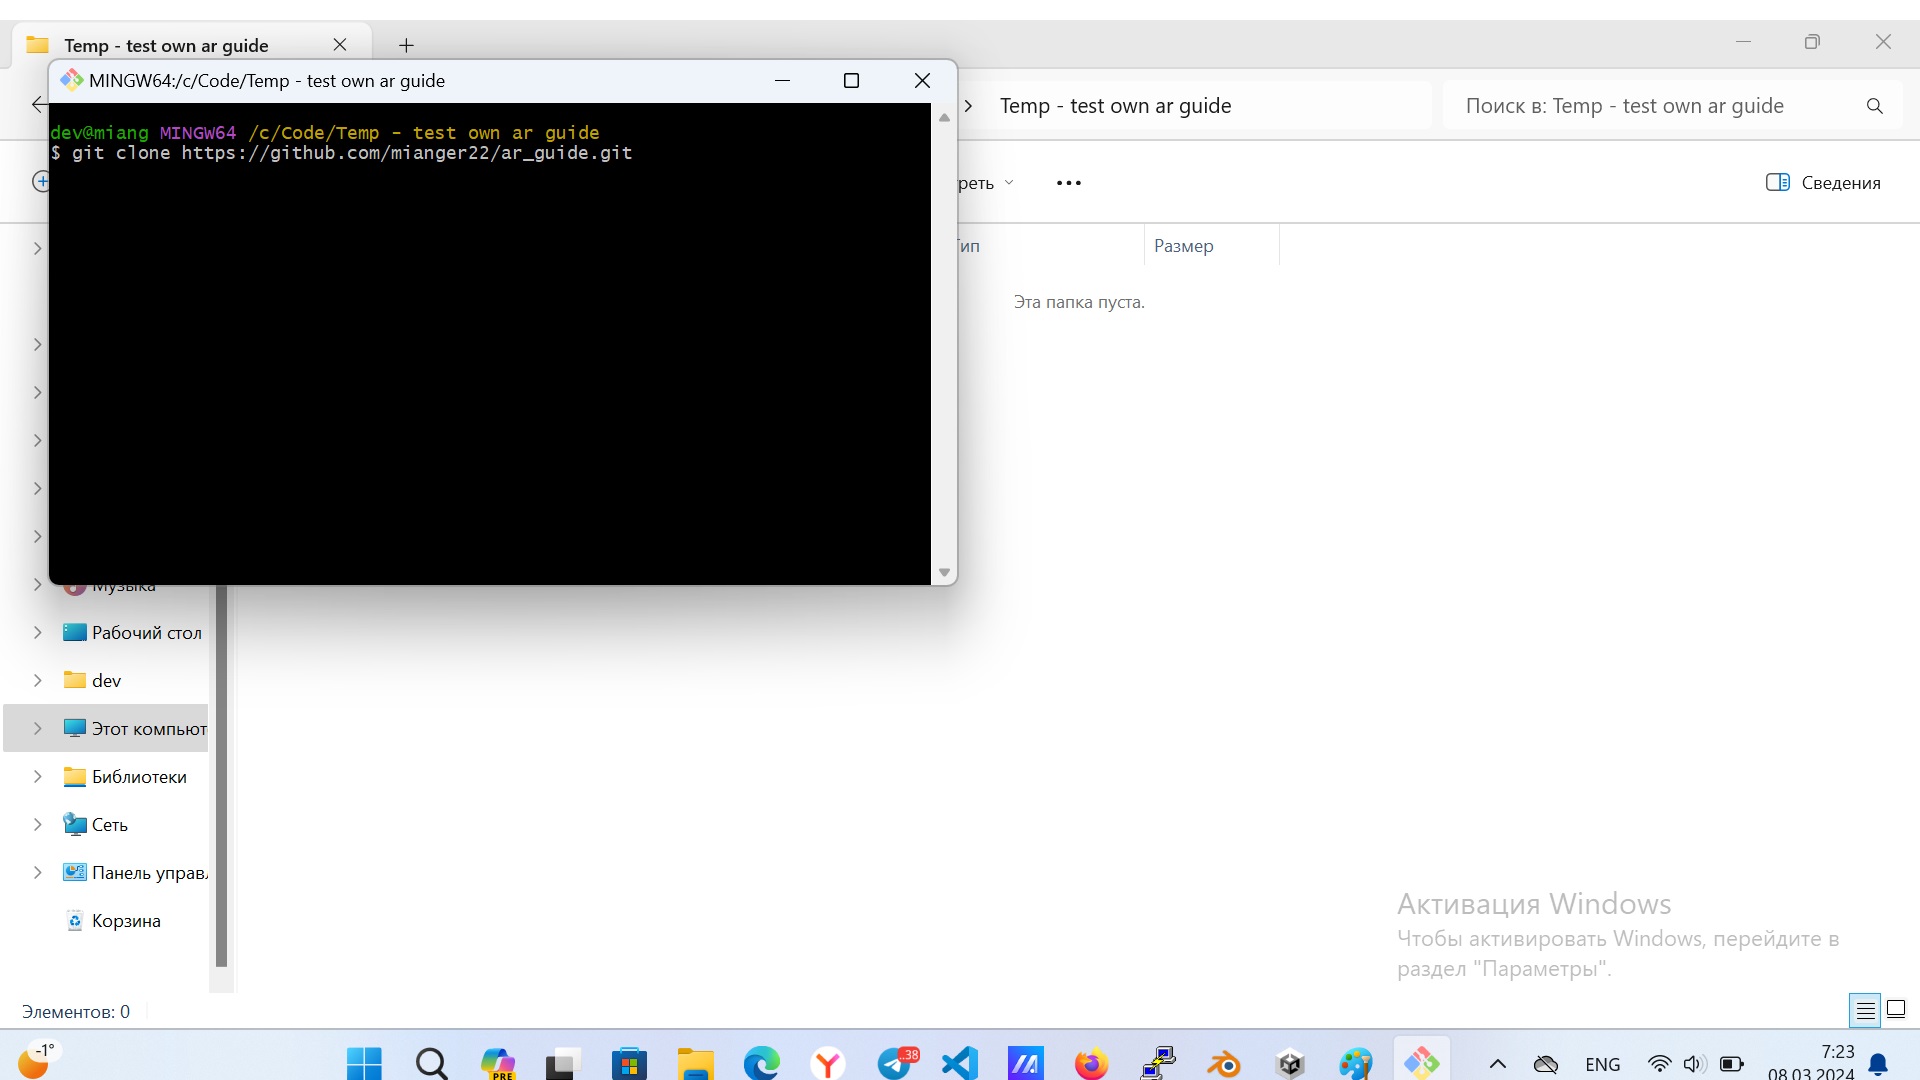 Temp - test own ar guide
MINGW64:/c/Code/Temp - test own ar guide
Temp - test own ar guide
Поиск в: Temp - test own ar guide
dev@miang MINGW64 /c/Code/Temp - test own ar guide
$ git clone https://github.com/mianger22/ar_guide.git
Сведения
Размер
Эта папка пуста.
Музыка
Рабочий стол
dev
Этот компьют
Библиотеки
Сеть
Панель управл
Корзина
Активация Windows
Чтобы активировать Windows, перейдите в
раздел "Параметры".
Элементов: 0
-1°
PRE
..38
ENG
7:23
08.03.2024